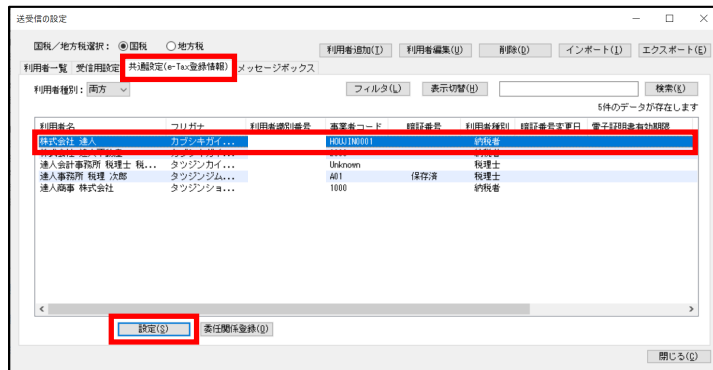 送受信の設定
国税／地方税選択： 国税 地方税
利用者追加(I) 利用者編集(U) 削除(D) インポート(I) エクスポート(E)
利用者一覧 受信用設定 共通設定(e-Tax登録情報) メッセージボックス
利用者種別： 両方 フィルタ(L) 表示切替(H) 検索(K)
5件のデータが存在します
利用者名 フリガナ 利用者識別番号 事業者コード 暗証番号 利用者種別 暗証番号変更日 電子証明書有効期限
株式会社 達人 カブシキガイ... HOUJIN0001 納税者
達人会計事務所 税理士 税... タツジンカイ... Unknown 税理士
達人事務所 税理 次郎 タツジンジム... A01 保存済 税理士
達人商事 株式会社 タツジンショ... 1000 納税者
設定(S) 委任関係登録(Q)
閉じる(C)